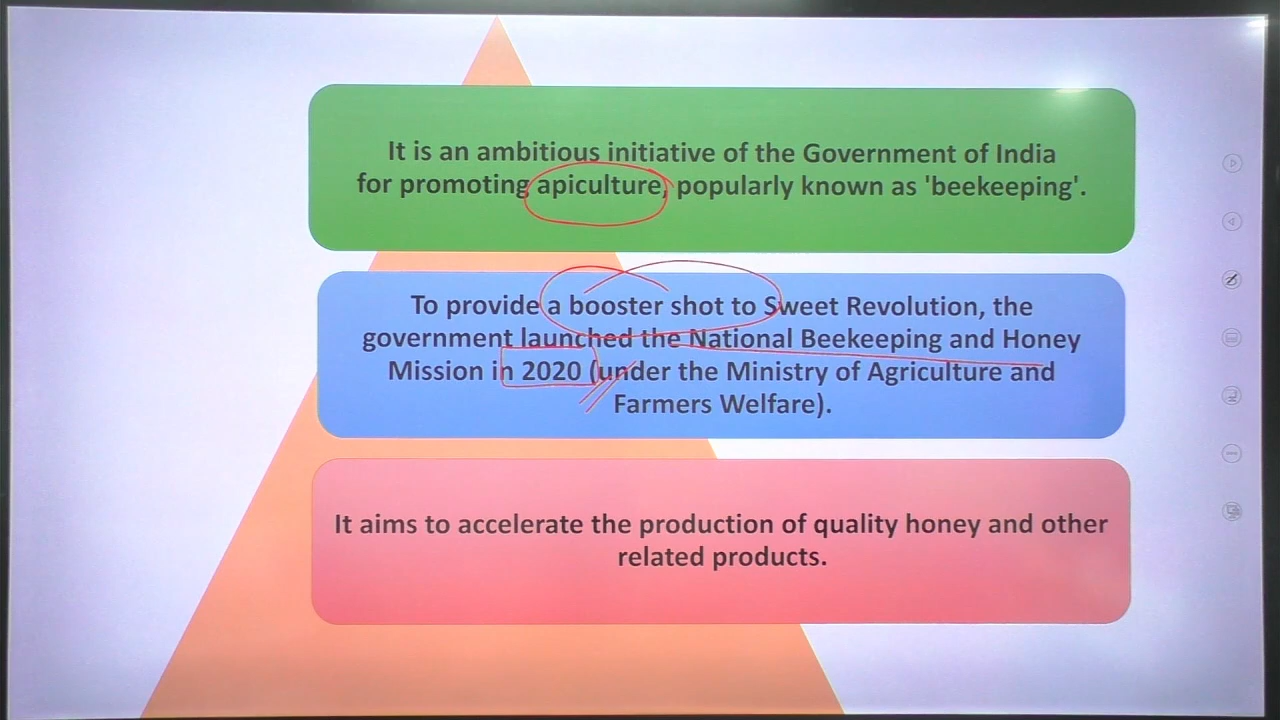 It is an ambitious initiative of the Government of India
for promoting apiculture, popularly known as 'beekeeping'.
To provide a booster shot to Sweet Revolution, the
government launched the National Beekeeping and Honey
Mission in 2020 (under the Ministry of Agriculture and
Farmers Welfare).
It aims to accelerate the production of quality honey and other
related products.